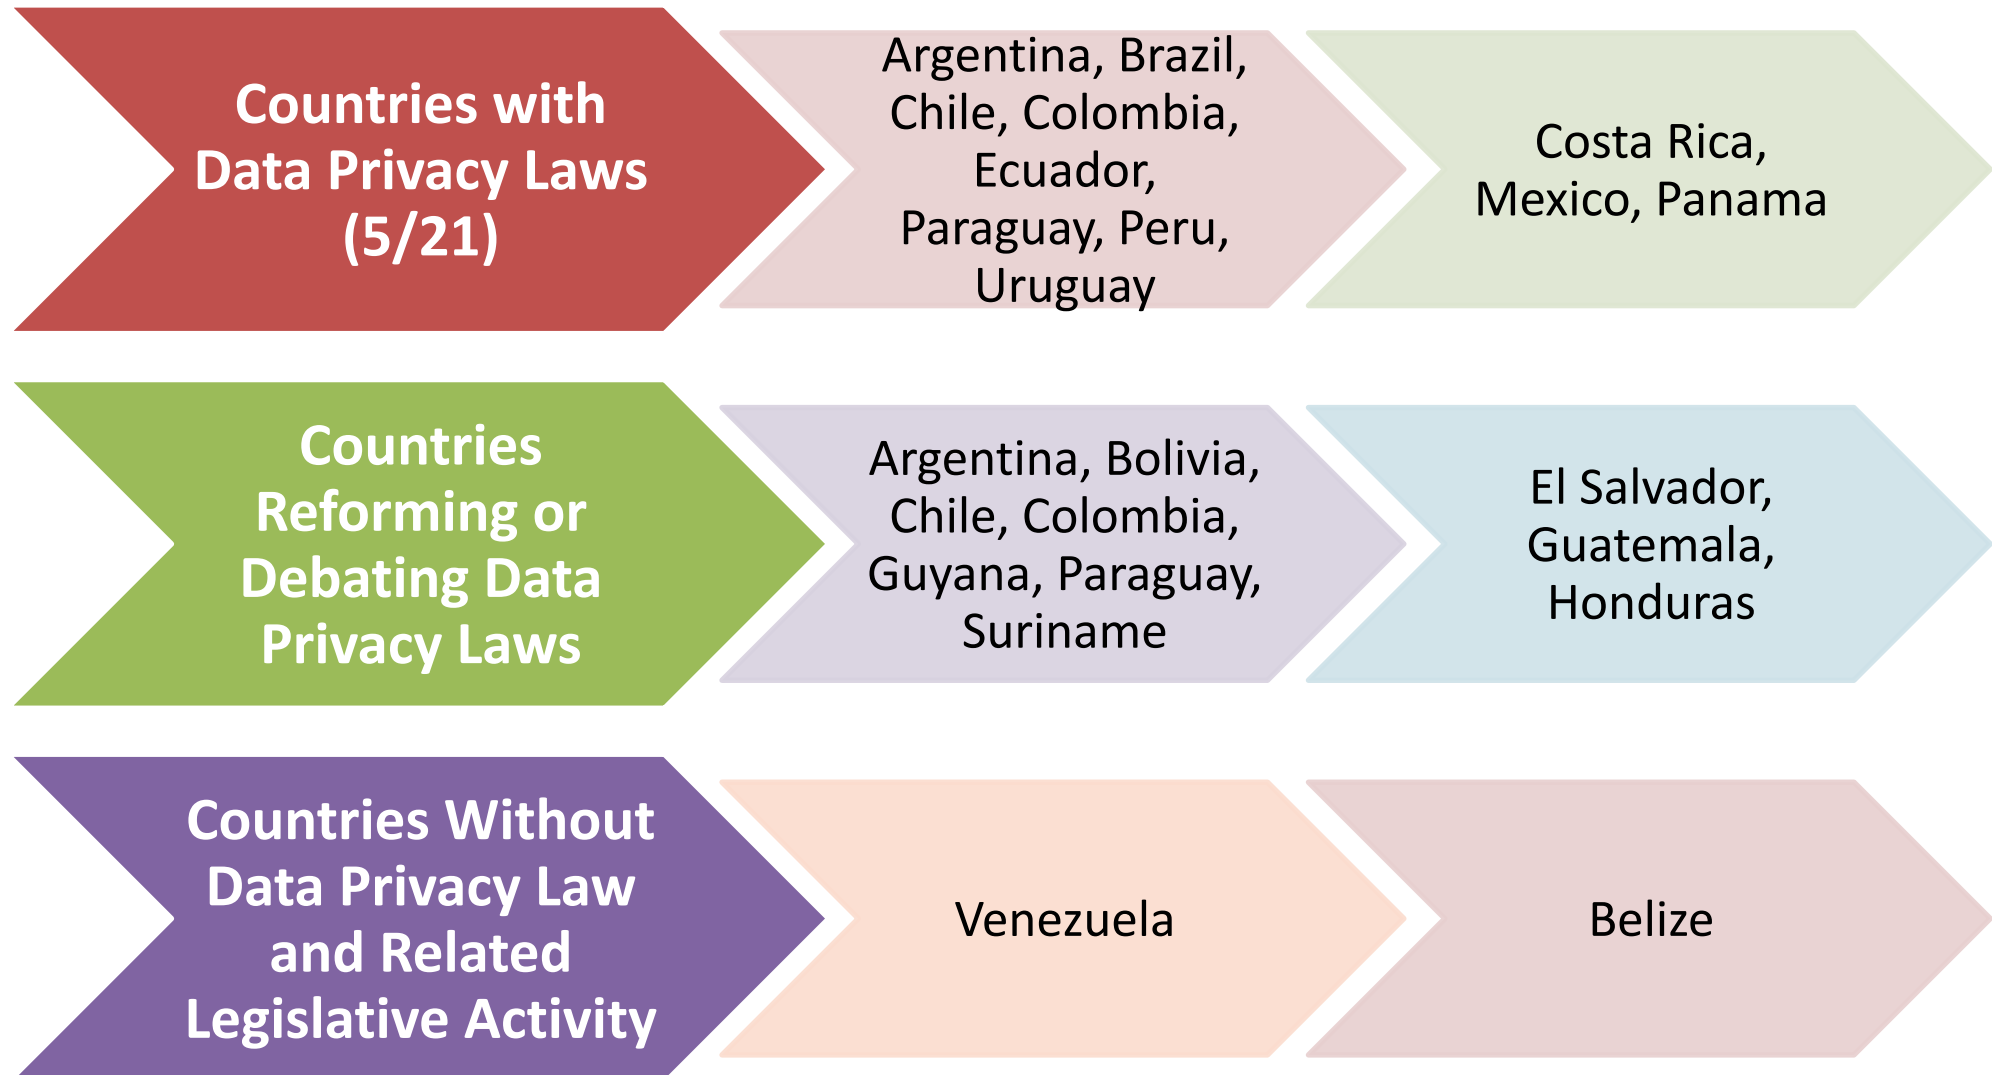 Countries with
Data Privacy Laws
(5/21)
Argentina, Brazil,
Chile, Colombia,
Ecuador,
Paraguay, Peru,
Uruguay
Costa Rica,
Mexico, Panama
Countries
Reforming or
Debating Data
Privacy Laws
Argentina, Bolivia,
Chile, Colombia,
Guyana, Paraguay,
Suriname
El Salvador,
Guatemala,
Honduras
Countries Without
Data Privacy Law
and Related
Legislative Activity
Venezuela
Belize